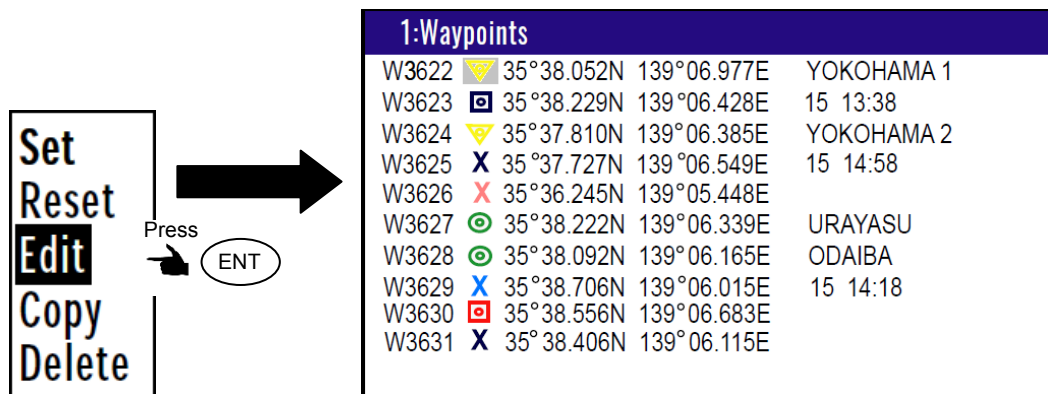 Set
Reset
Edit
Copy
Delete
Press
ENT
1:Waypoints
W3622 35°38.052N 139°06.977E YOKOHAMA 1
W3623 35°38.229N 139°06.428E 15 13:38
W3624 35°37.810N 139°06.385E YOKOHAMA 2
W3625 X 35°37.727N 139°06.549E 15 14:58
W3626 X 35°36.245N 139°05.448E
W3627 35°38.222N 139°06.339E URAYASU
W3628 35°38.092N 139°06.165E ODAIBA
W3629 X 35°38.706N 139°06.015E 15 14:18
W3630 35°38.556N 139°06.683E
W3631 X 35°38.406N 139°06.115E